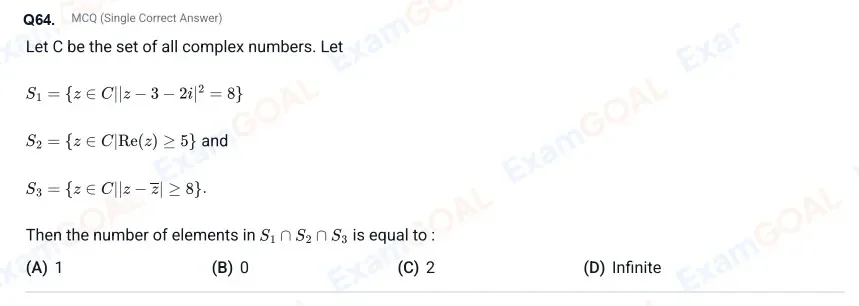 Q64. MCQ (Single Correct Answer)
Let C be the set of all complex numbers. Let
S₁ = {z ∈ C||z − 3 − 2i|² = 8}
S₂ = {z ∈ C|Re(z) ≥ 5} and
S₃ = {z ∈ C||z − z̅| ≥ 8}.
Then the number of elements in S₁ ∩ S₂ ∩ S₃ is equal to :
(A) 1 (B) 0 (C) 2 (D) Infinite